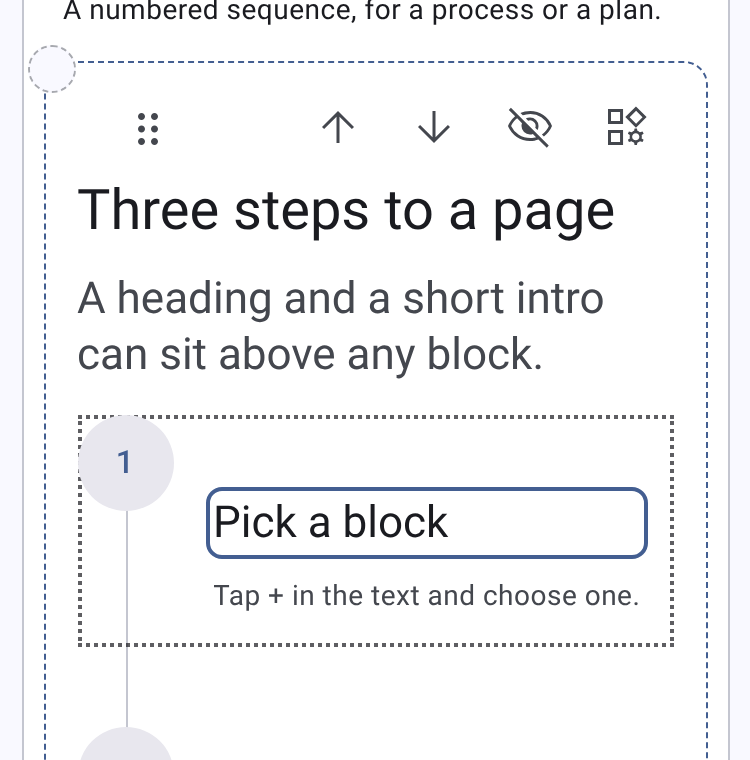 A numbered sequence, for a process or a plan.
Three steps to a page
A heading and a short intro
can sit above any block.
1
Pick a block
Tap + in the text and choose one.